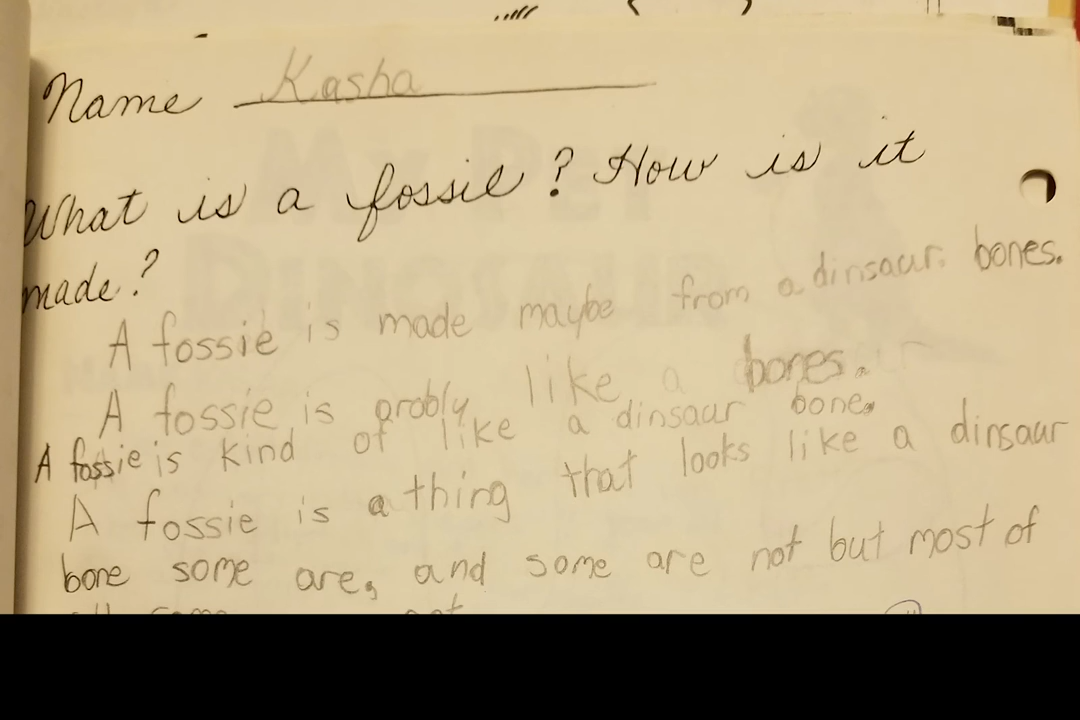 Name Kasha
What is a fossil? How is it
made?
A fossie is made maybe from a dinsaur. bones.
A fossie is probly like a bones.
A fossie is kind of like a dinsaur bone.
A fossie is a thing that looks like a dinsaur
bone some are, and some are not but most of